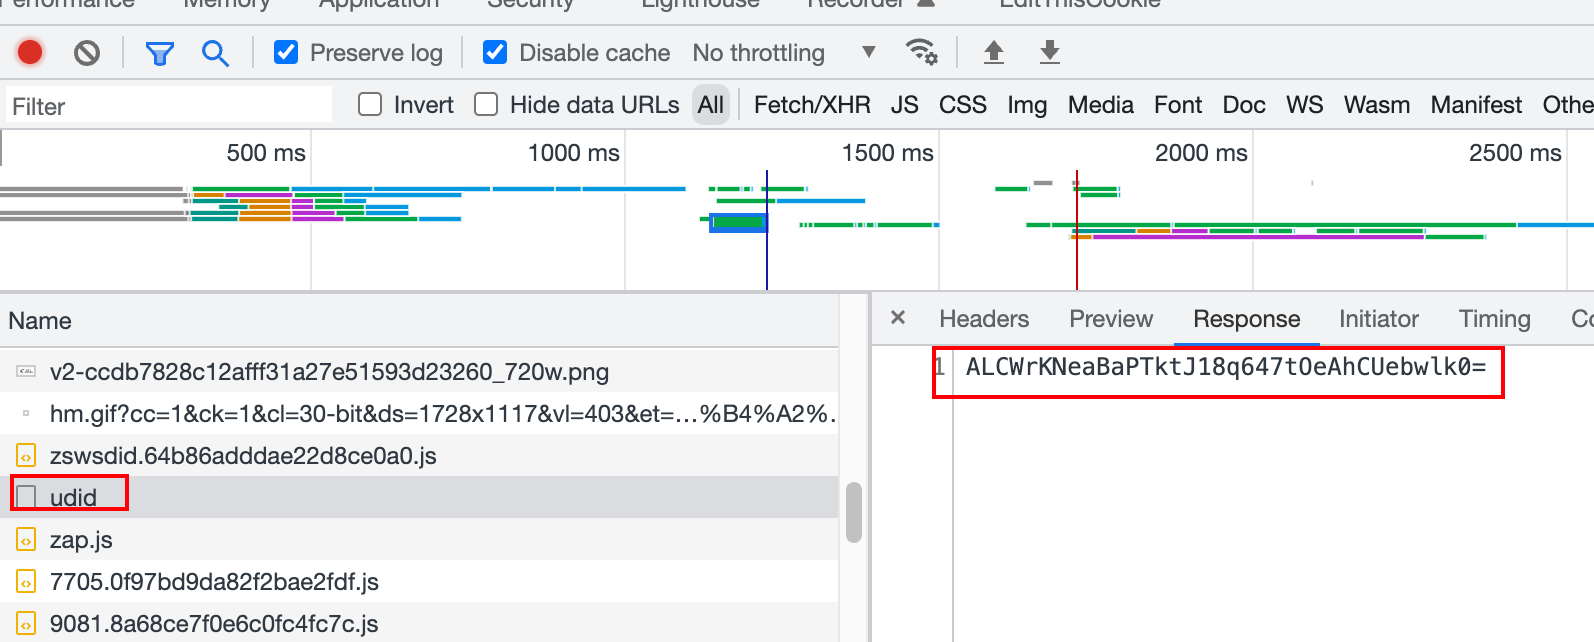 Performance Memory Application Security Lighthouse Recorder EditThisCookie
Preserve log Disable cache No throttling
Filter Invert Hide data URLs All Fetch/XHR JS CSS Img Media Font Doc WS Wasm Manifest Othe
500 ms 1000 ms 1500 ms 2000 ms 2500 ms
Name
v2-ccdb7828c12afff31a27e51593d23260_720w.png
hm.gif?cc=1&ck=1&cl=30-bit&ds=1728x1117&vl=403&et=…%B4%A2%.
zswsdid.64b86adddae22d8ce0a0.js
udid
zap.js
7705.0f97bd9da82f2bae2fdf.js
9081.8a68ce7f0e6c0fc4fc7c.js
× Headers Preview Response Initiator Timing Co
1 ALCWrKNeaBaPTktJ18q647tOeAhCUebwlk0=